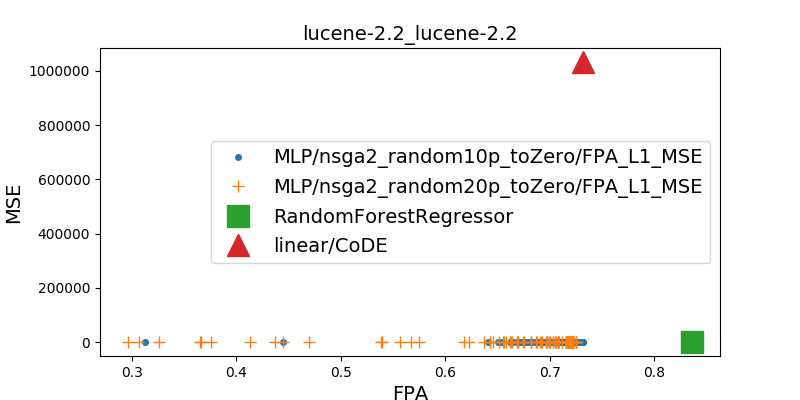 lucene-2.2_lucene-2.2
MSE
1000000
800000
600000
400000
200000
0
MLP/nsga2_random10p_toZero/FPA_L1_MSE
MLP/nsga2_random20p_toZero/FPA_L1_MSE
RandomForestRegressor
linear/CoDE
0.3 0.4 0.5 0.6 0.7 0.8
FPA